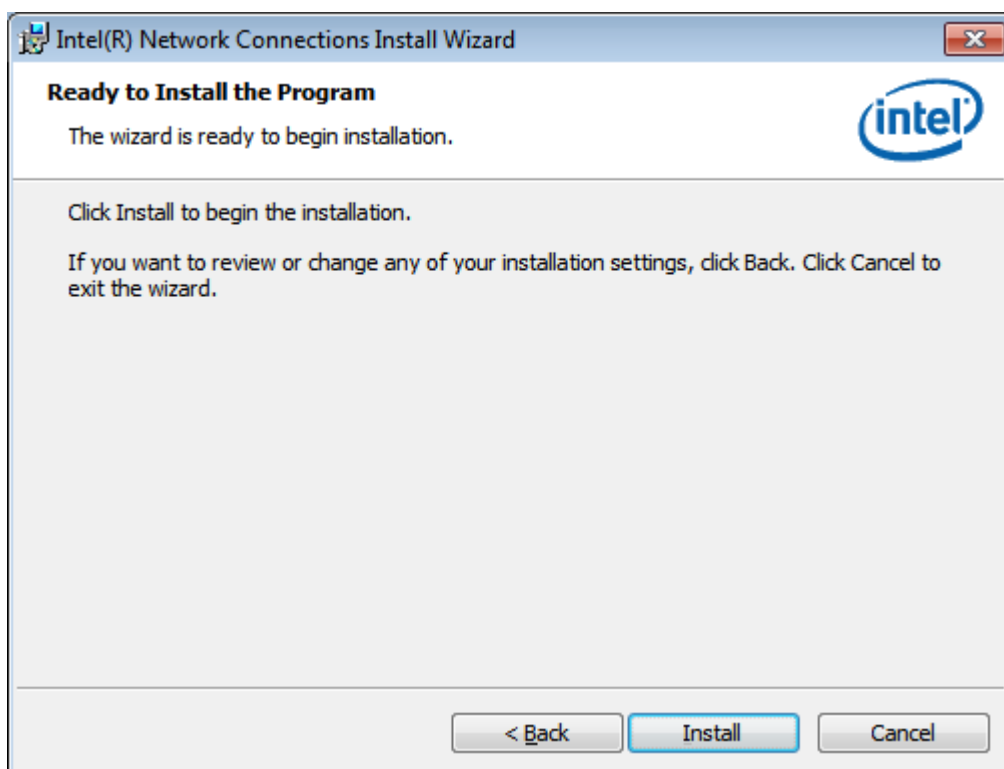 Intel(R) Network Connections Install Wizard
Ready to Install the Program
The wizard is ready to begin installation.
intel
Click Install to begin the installation.
If you want to review or change any of your installation settings, click Back. Click Cancel to
exit the wizard.
< Back
Install
Cancel